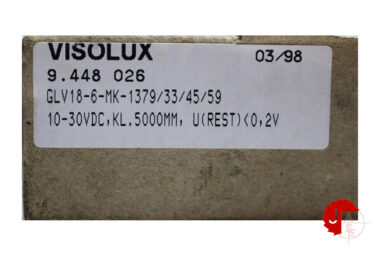 VISOLUX 03/98
9.448 026
GLV18-6-MK-1379/33/45/59
10-30VDC,KL.5000MM, U(REST)<0,2V